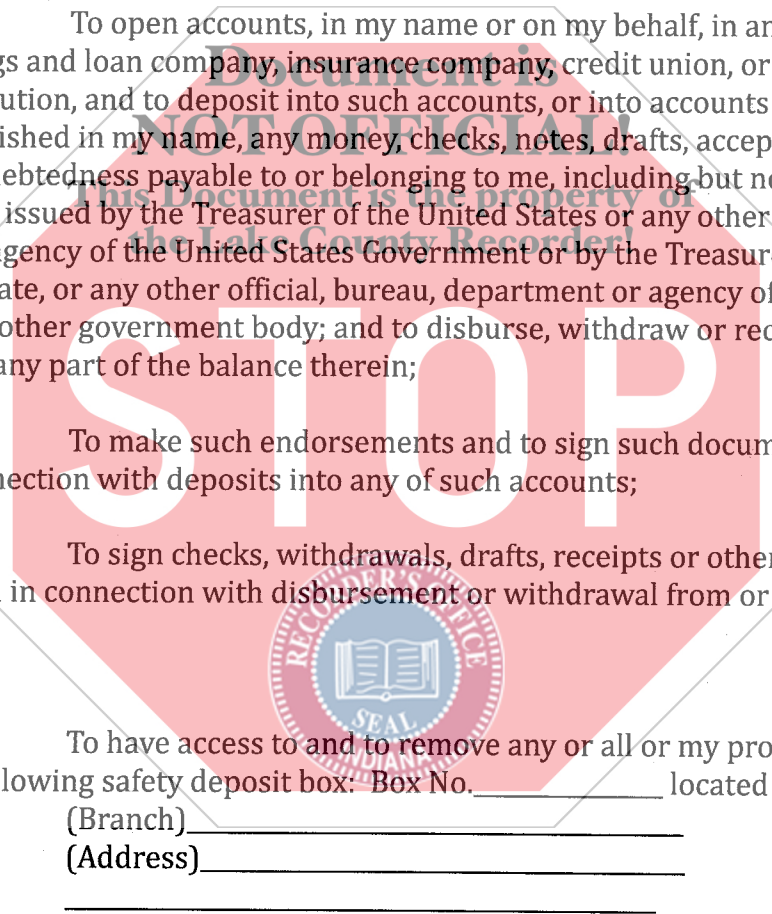 To open accounts, in my name or on my behalf, in an
gs and loan company, insurance company, credit union, or
ution, and to deposit into such accounts, or into accounts
ished in my name, any money, checks, notes, drafts, accep
ebtedness payable to or belonging to me, including but no
issued by the Treasurer of the United States or any other
gency of the United States Government or by the Treasur
ate, or any other official, bureau, department or agency of
other government body; and to disburse, withdraw or rec
any part of the balance therein;
To make such endorsements and to sign such docum
nection with deposits into any of such accounts;
To sign checks, withdrawals, drafts, receipts or other
in connection with disbursement or withdrawal from or
To have access to and to remove any or all or my pro
lowing safety deposit box: Box No.____________ located
(Branch)
(Address)
Document is
NOT OFFICIAL!
This Document is the property of
the Lake County Recorder!
STOP
RECORDER'S OFFICE
SEAL
INDIANA